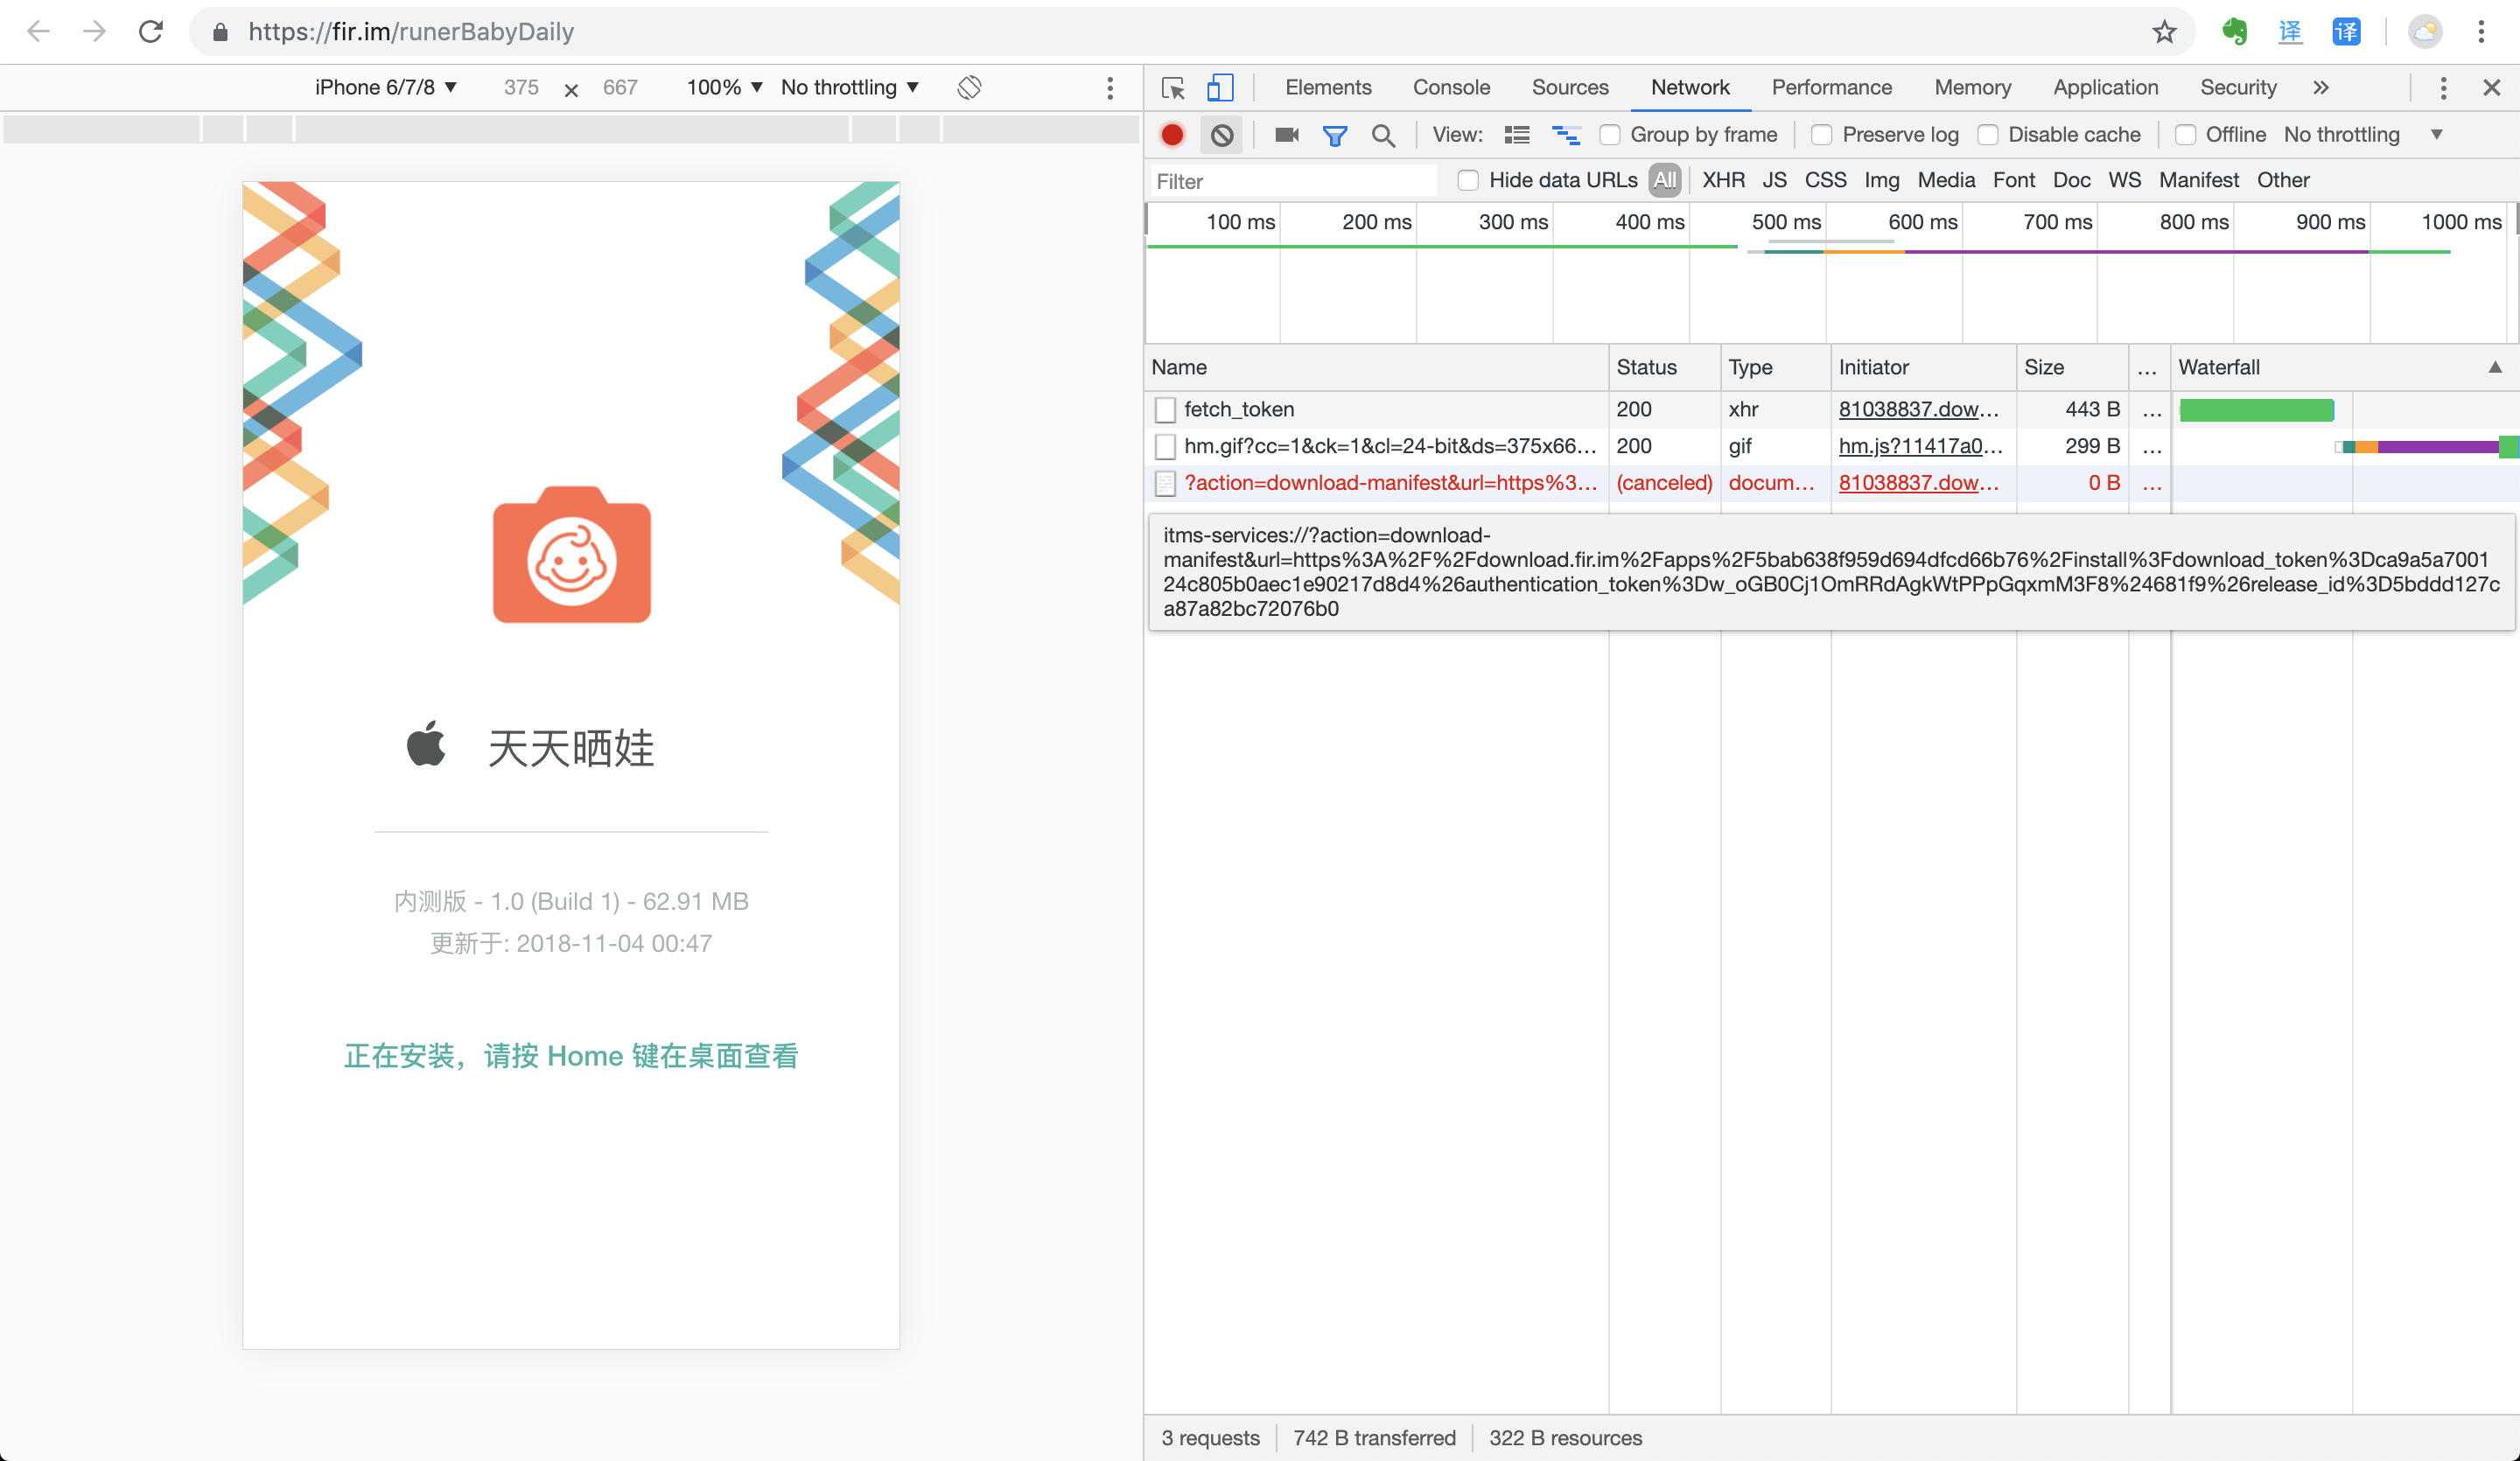 https://fir.im/runerBabyDaily
译 译
iPhone 6/7/8 ▼ 375 × 667 100% ▼ No throttling ▼
Elements Console Sources Network Performance Memory Application Security »
View: Group by frame Preserve log Disable cache Offline No throttling ▼
Filter Hide data URLs All XHR JS CSS Img Media Font Doc WS Manifest Other
100 ms 200 ms 300 ms 400 ms 500 ms 600 ms 700 ms 800 ms 900 ms 1000 ms
Name Status Type Initiator Size ... Waterfall ▲
fetch_token 200 xhr 81038837.dow... 443 B ...
hm.gif?cc=1&ck=1&cl=24-bit&ds=375x66... 200 gif hm.js?11417a0... 299 B ...
?action=download-manifest&url=https%3... (canceled) docum... 81038837.dow... 0 B ...
itms-services://?action=download-
manifest&url=https%3A%2F%2Fdownload.fir.im%2Fapps%2F5bab638f959d694dfcd66b76%2Finstall%3Fdownload_token%3Dca9a5a7001
24c805b0aec1e90217d8d4%26authentication_token%3Dw_oGB0Cj1OmRRdAgkWtPPpGqxmM3F8%24681f9%26release_id%3D5bddd127c
a87a82bc72076b0
天天晒娃
内测版 - 1.0 (Build 1) - 62.91 MB
更新于: 2018-11-04 00:47
正在安装，请按 Home 键在桌面查看
3 requests 742 B transferred 322 B resources